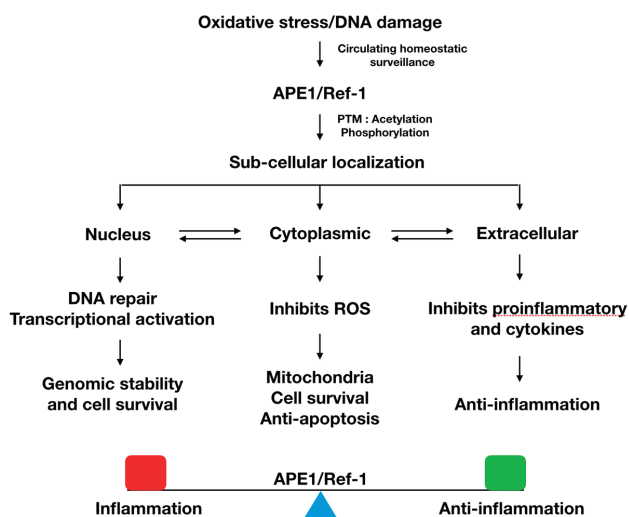 Oxidative stress/DNA damage
Circulating homeostatic
surveillance
APE1/Ref-1
PTM : Acetylation
Phosphorylation
Sub-cellular localization
Nucleus
Cytoplasmic
Extracellular
DNA repair
Transcriptional activation
Inhibits ROS
Inhibits proinflammatory
and cytokines
Genomic stability
and cell survival
Mitochondria
Cell survival
Anti-apoptosis
Anti-inflammation
APE1/Ref-1
Inflammation
Anti-inflammation